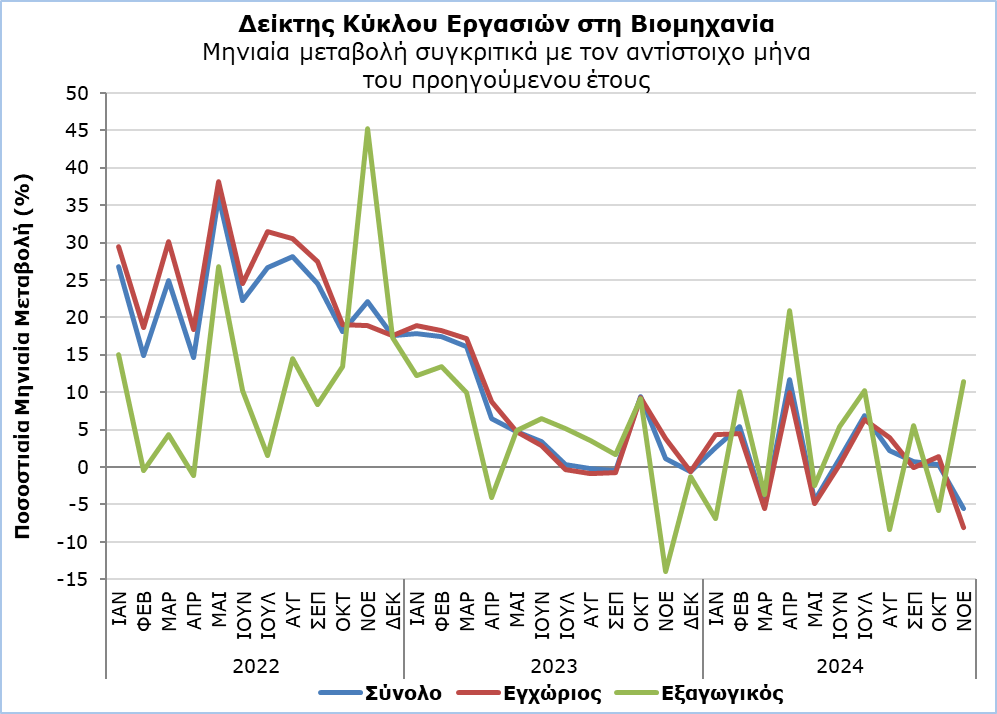 Δείκτης Κύκλου Εργασιών στη Βιομηχανία
Μηνιαία μεταβολή συγκριτικά με τον αντίστοιχο μήνα
του προηγούμενου έτους
Ποσοστιαία Μηνιαία Μεταβολή (%)
50
45
40
35
30
25
20
15
10
5
0
-5
-10
-15
ΙΑΝ ΦΕΒ ΜΑΡ ΑΠΡ ΜΑΙ ΙΟΥΝ ΙΟΥΛ ΑΥΓ ΣΕΠ ΟΚΤ ΝΟΕ ΔΕΚ ΙΑΝ ΦΕΒ ΜΑΡ ΑΠΡ ΜΑΙ ΙΟΥΝ ΙΟΥΛ ΑΥΓ ΣΕΠ ΟΚΤ ΝΟΕ ΔΕΚ ΙΑΝ ΦΕΒ ΜΑΡ ΑΠΡ ΜΑΙ ΙΟΥΝ ΙΟΥΛ ΑΥΓ ΣΕΠ ΟΚΤ ΝΟΕ
2022 2023 2024
Σύνολο Εγχώριος Εξαγωγικός